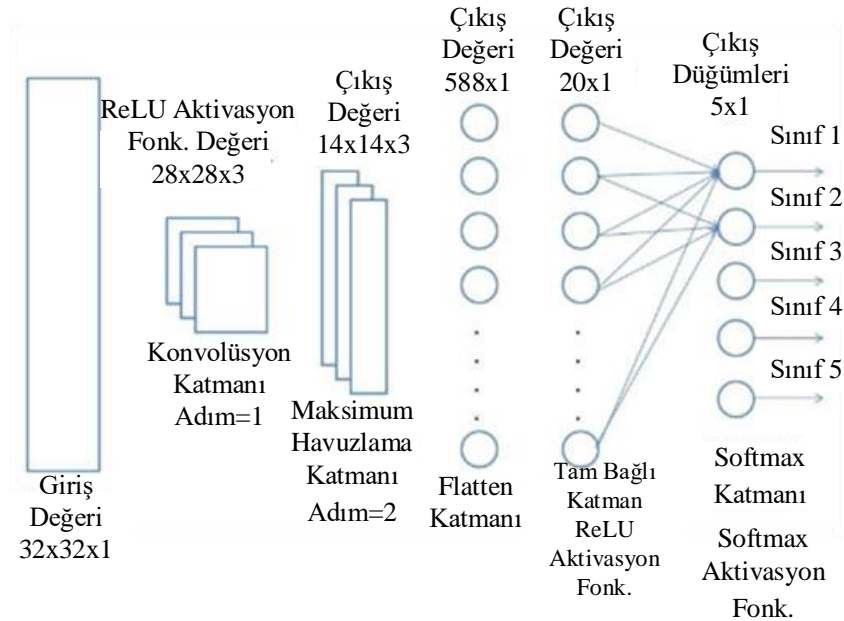 Giriş
Değeri
32x32x1
ReLU Aktivasyon
Fonk. Değeri
28x28x3
Konvolüsyon
Katmanı
Adım=1
Çıkış
Değeri
14x14x3
Maksimum
Havuzlama
Katmanı
Adım=2
Çıkış
Değeri
588x1
Flatten
Katmanı
Çıkış
Değeri
20x1
Tam Bağlı
Katman
ReLU
Aktivasyon
Fonk.
Çıkış
Düğümleri
5x1
Sınıf 1
Sınıf 2
Sınıf 3
Sınıf 4
Sınıf 5
Softmax
Katmanı
Softmax
Aktivasyon
Fonk.